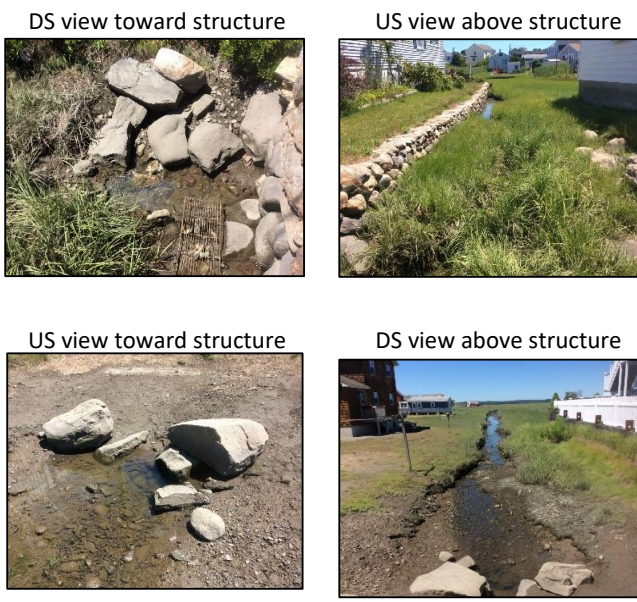 DS view toward structure
US view above structure
US view toward structure
DS view above structure